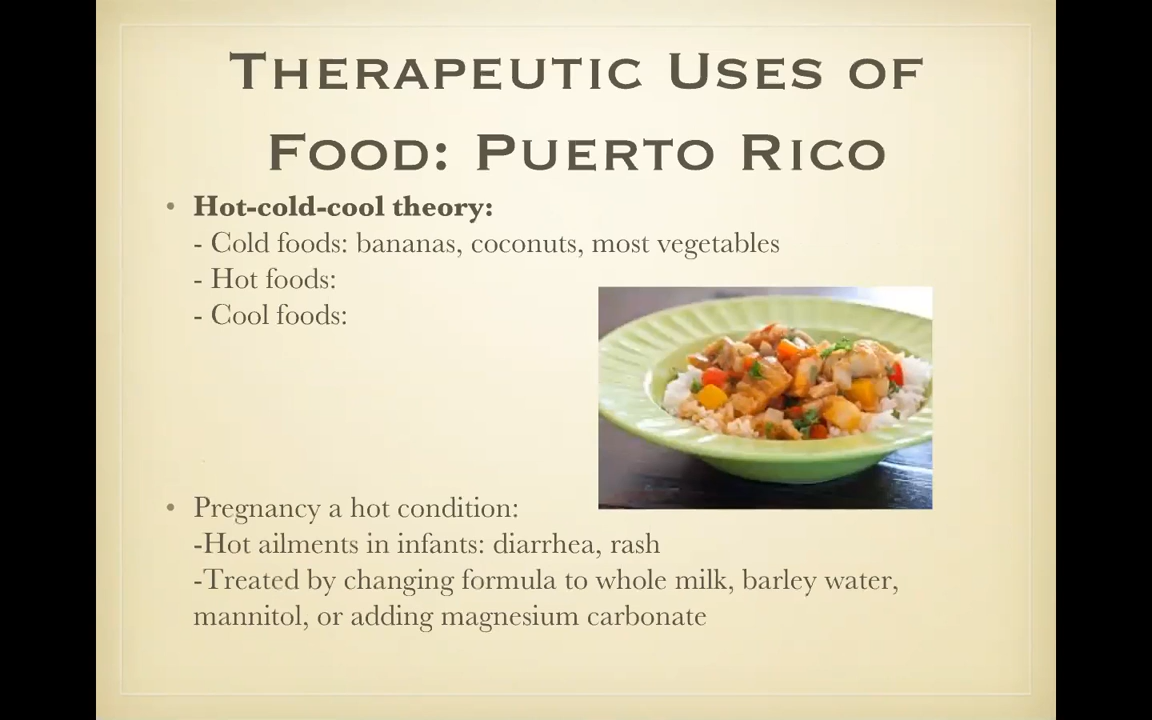 Therapeutic Uses of
Food: Puerto Rico
• Hot-cold-cool theory:
- Cold foods: bananas, coconuts, most vegetables
- Hot foods:
- Cool foods:
• Pregnancy a hot condition:
-Hot ailments in infants: diarrhea, rash
-Treated by changing formula to whole milk, barley water,
mannitol, or adding magnesium carbonate